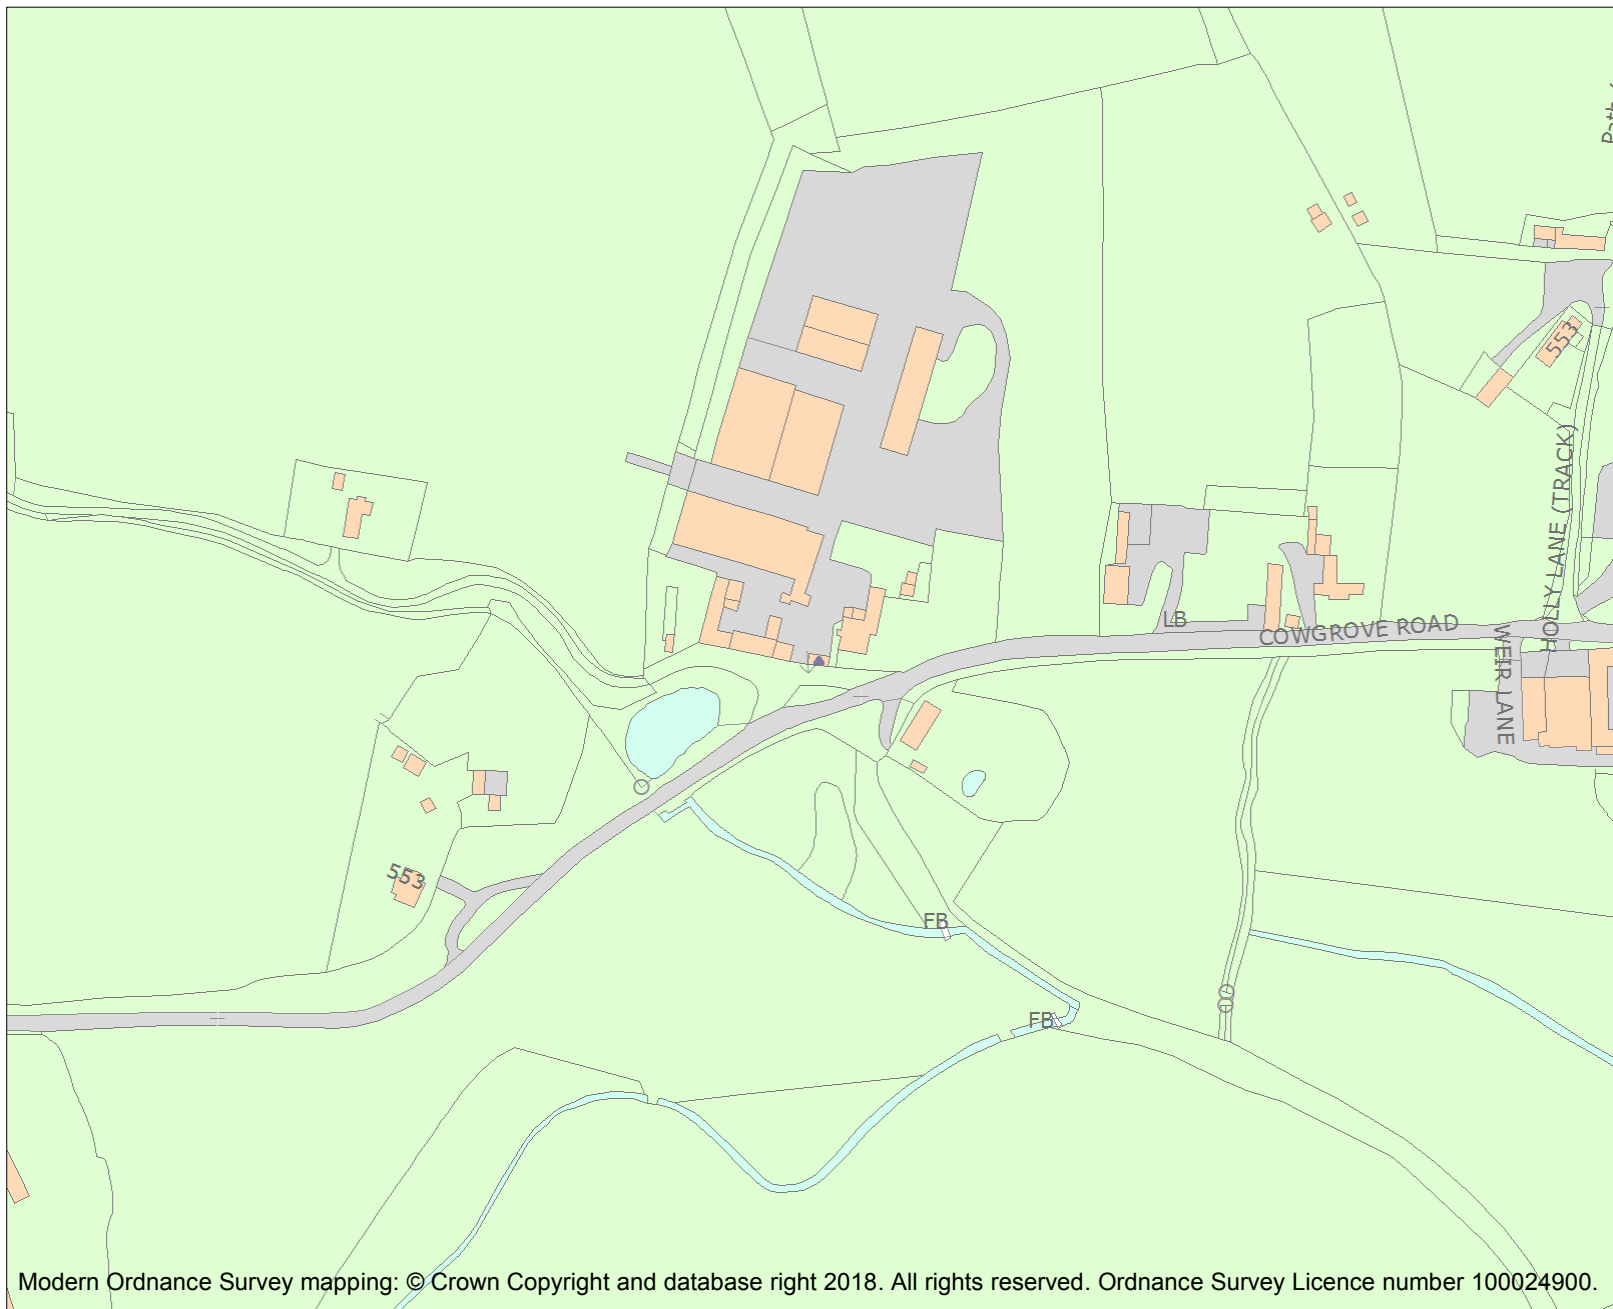 553
HOLLY LANE (TRACK)
553
LB
COWGROVE ROAD
WEIR LANE
FB
FB
Modern Ordnance Survey mapping: © Crown Copyright and database right 2018. All rights reserved. Ordnance Survey Licence number 100024900.